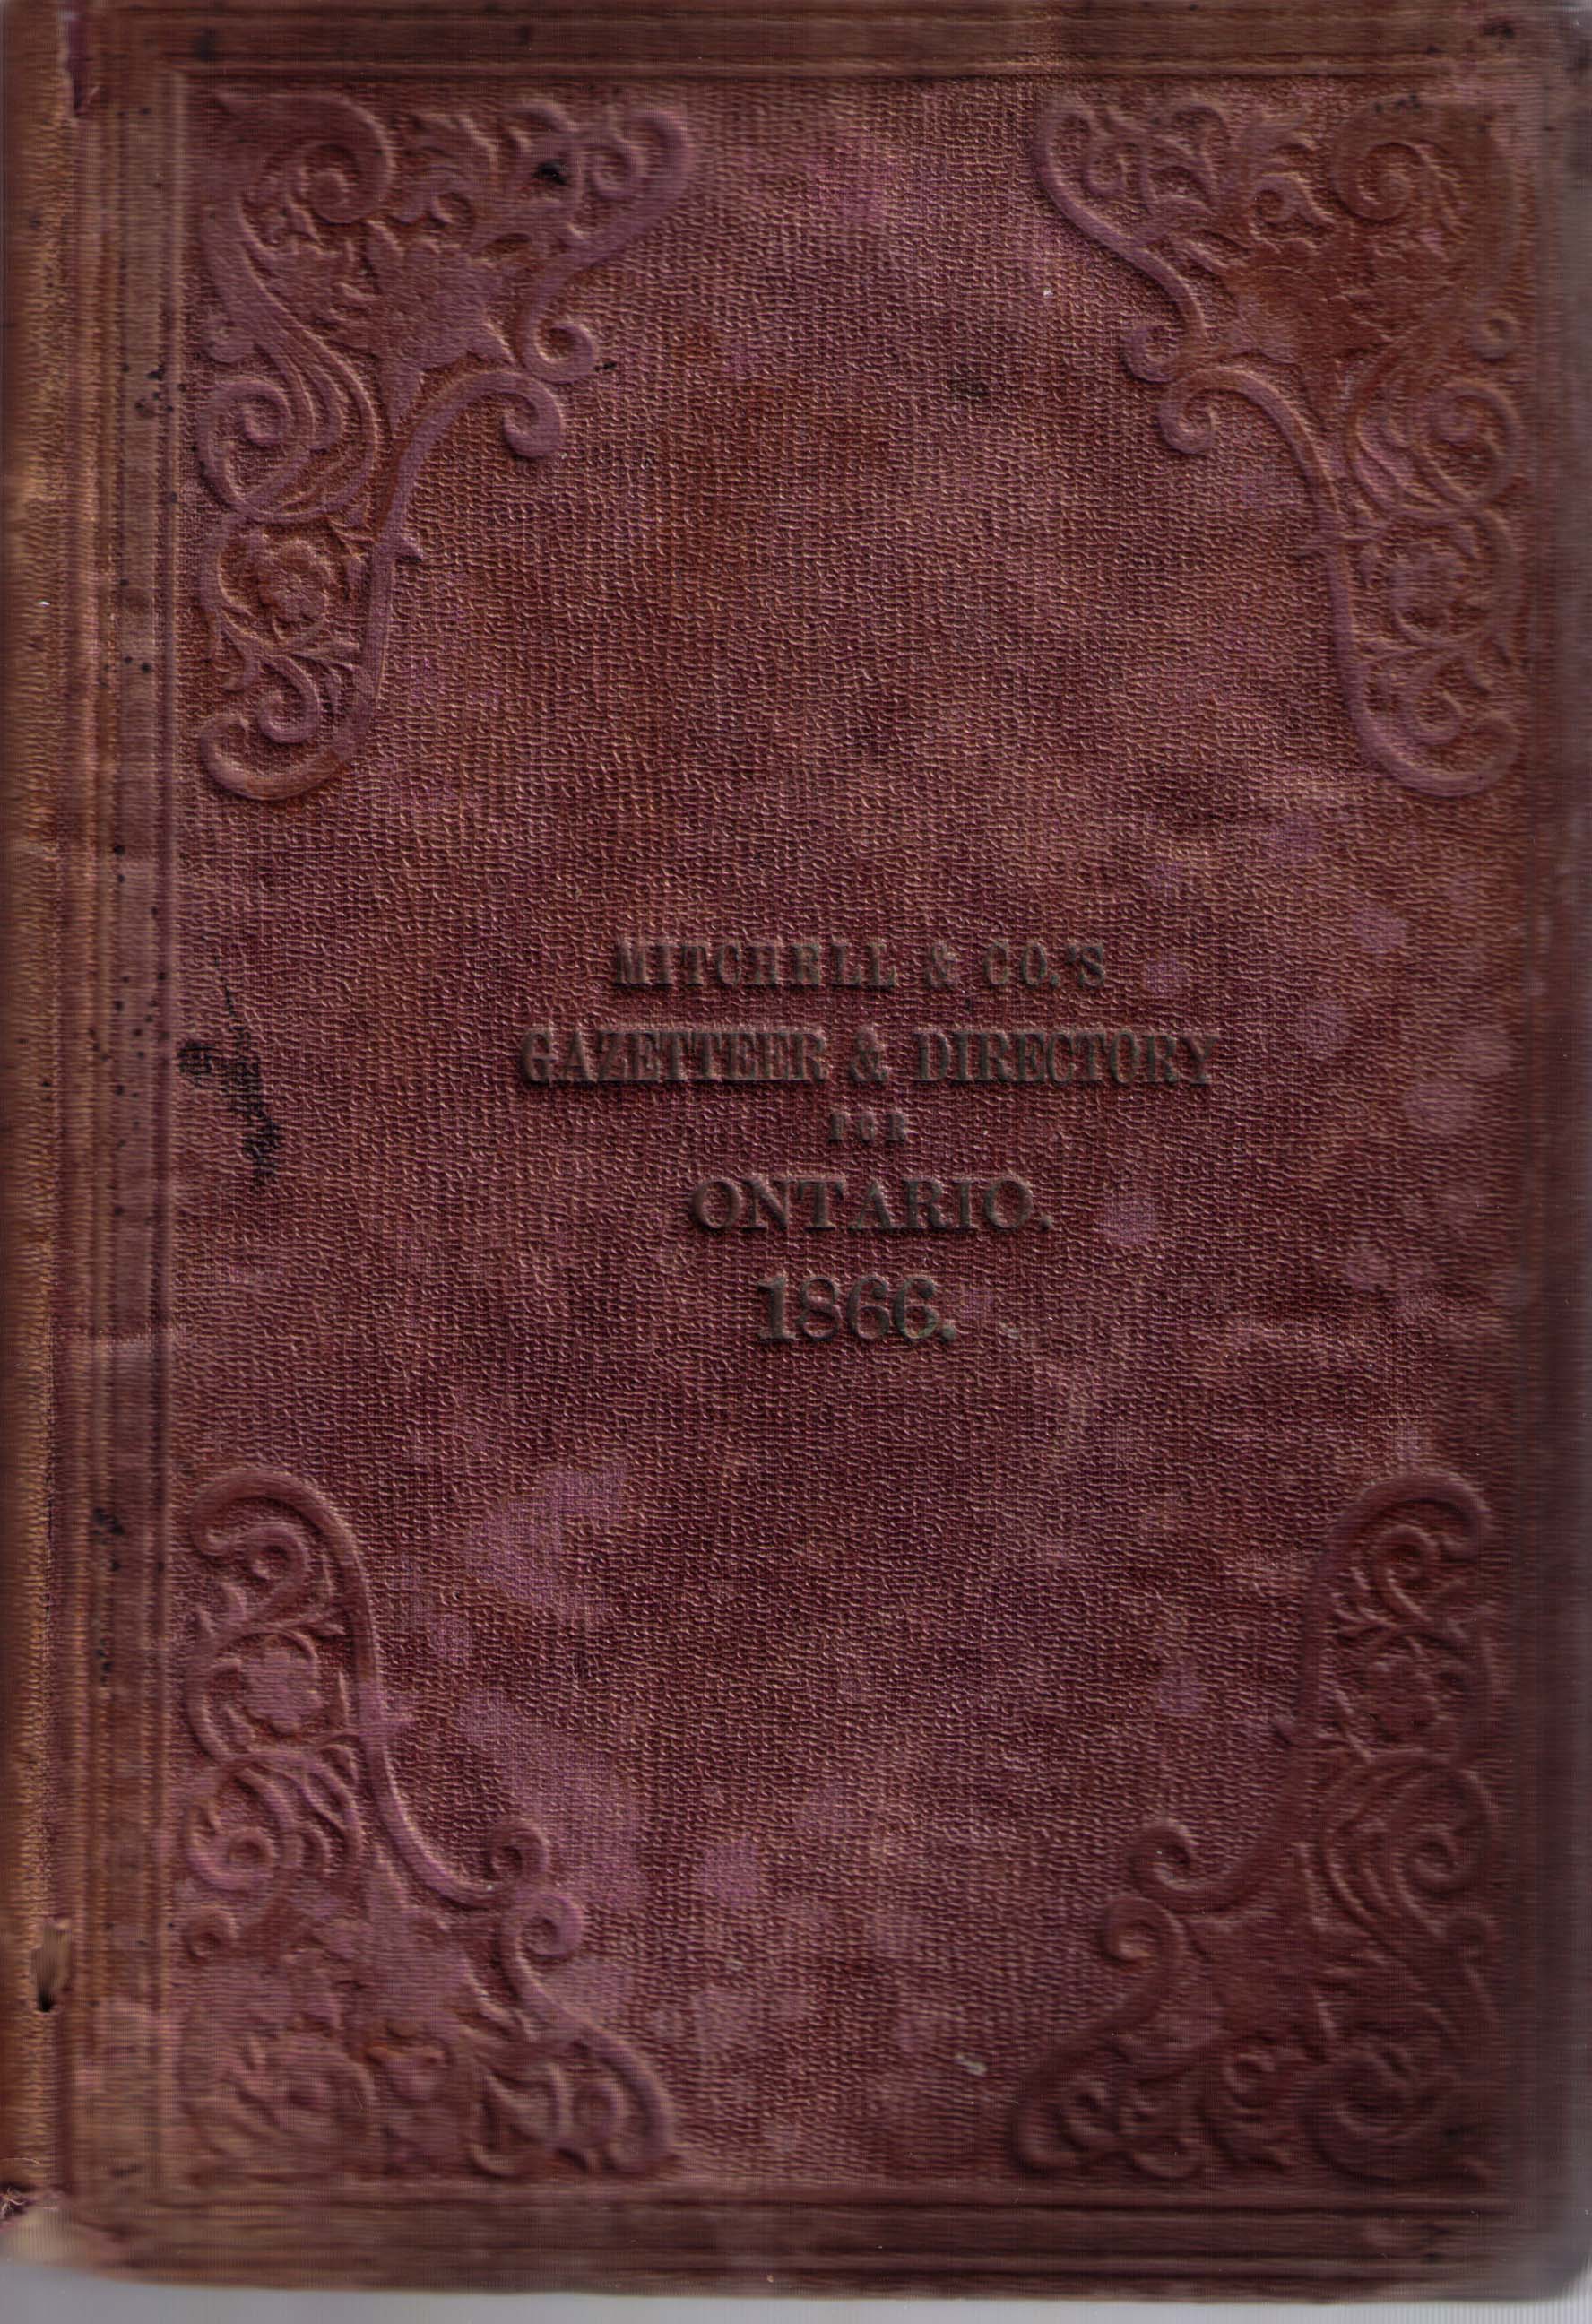 MITCHELL & CO.'S
GAZETTEER & DIRECTORY
FOR
ONTARIO.
1866.